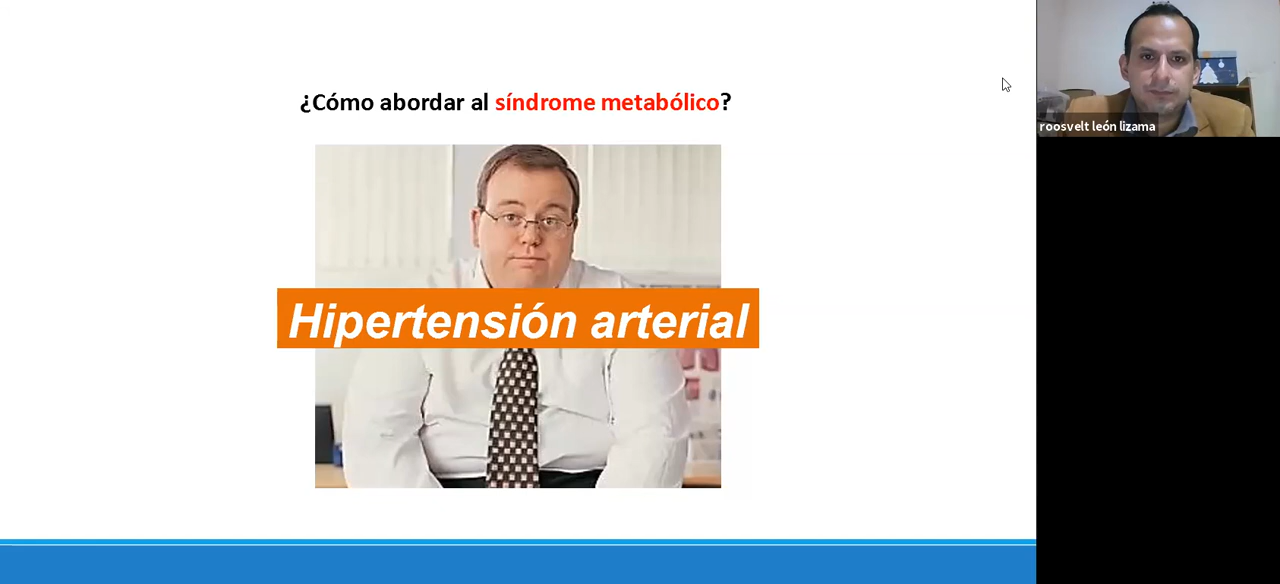 ¿Cómo abordar al síndrome metabólico?
Hipertensión arterial
roosvelt león lizama